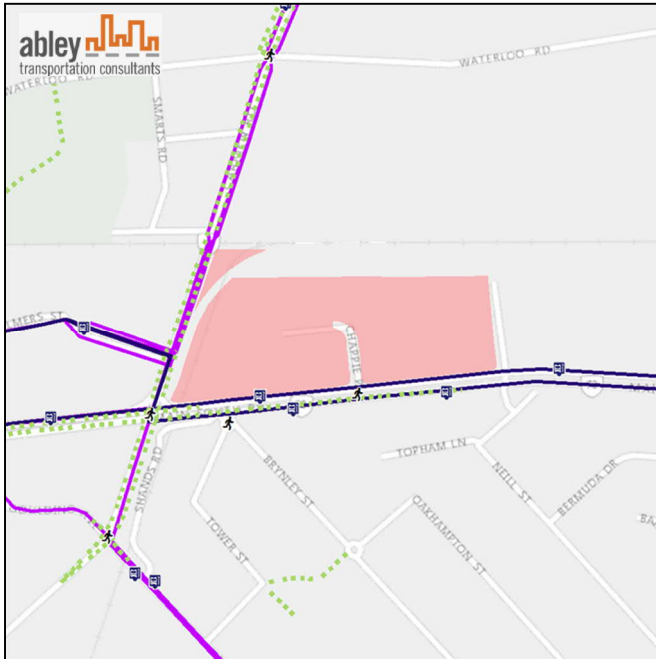 abley
transportation consultants
WATERLOO RD
WATERLOO RD
SMARTS RD
LMERS ST
CHAPPIE
SHANDS RD
TOPHAM LN
BRYNLEY ST
NEILL ST
BERMUDA DR
OAKHAMPTON ST
TOWER ST